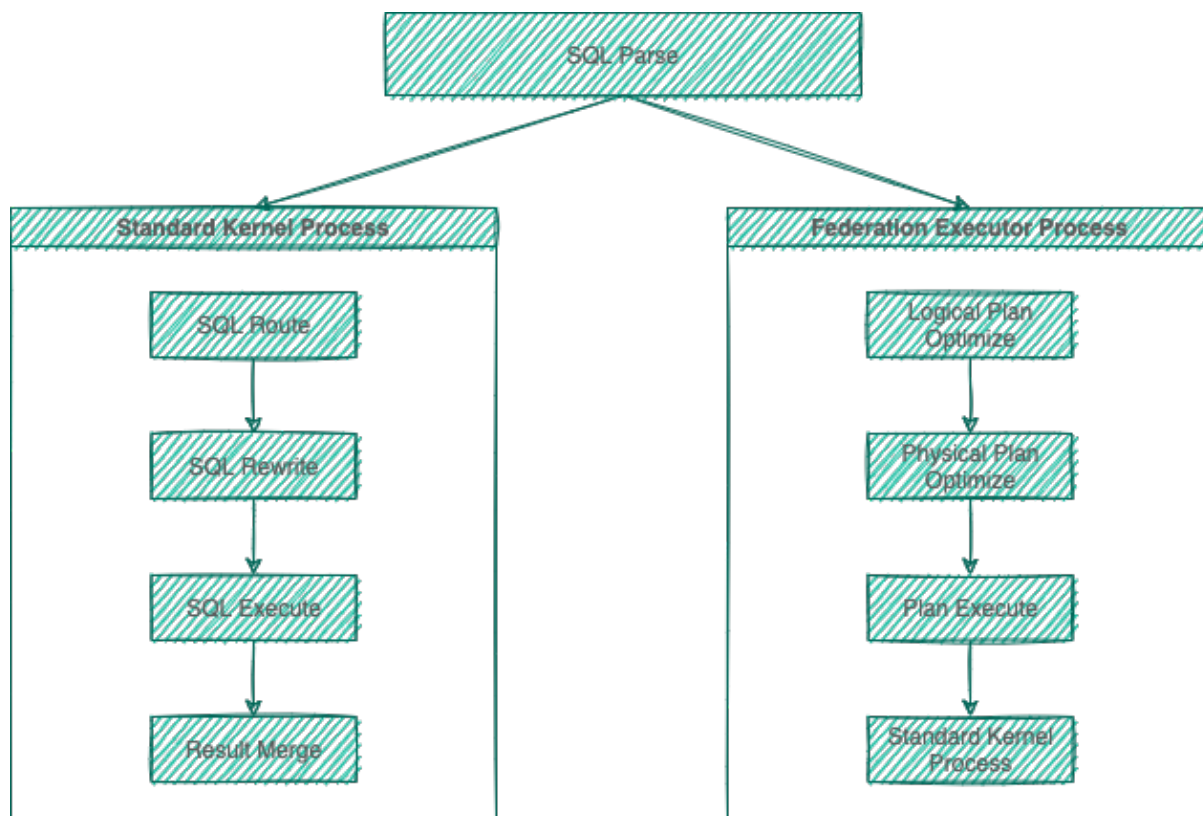 SQL Parse
Standard Kernel Process
SQL Route
SQL Rewrite
SQL Execute
Result Merge
Federation Executor Process
Logical Plan
Optimize
Physical Plan
Optimize
Plan Execute
Standard Kernel
Process